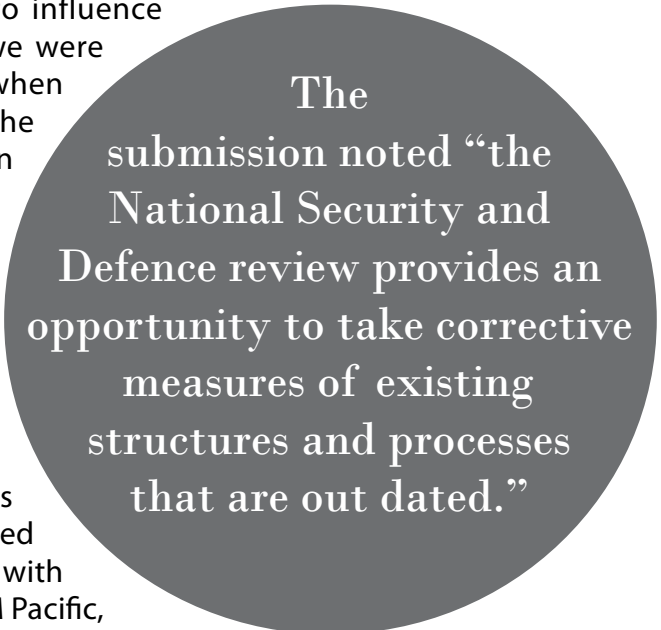 o influence
we were
when
he
n
The
submission noted “the
National Security and
Defence review provides an
opportunity to take corrective
measures of existing
structures and processes
that are out dated.”
s
ed
with
Pacific,